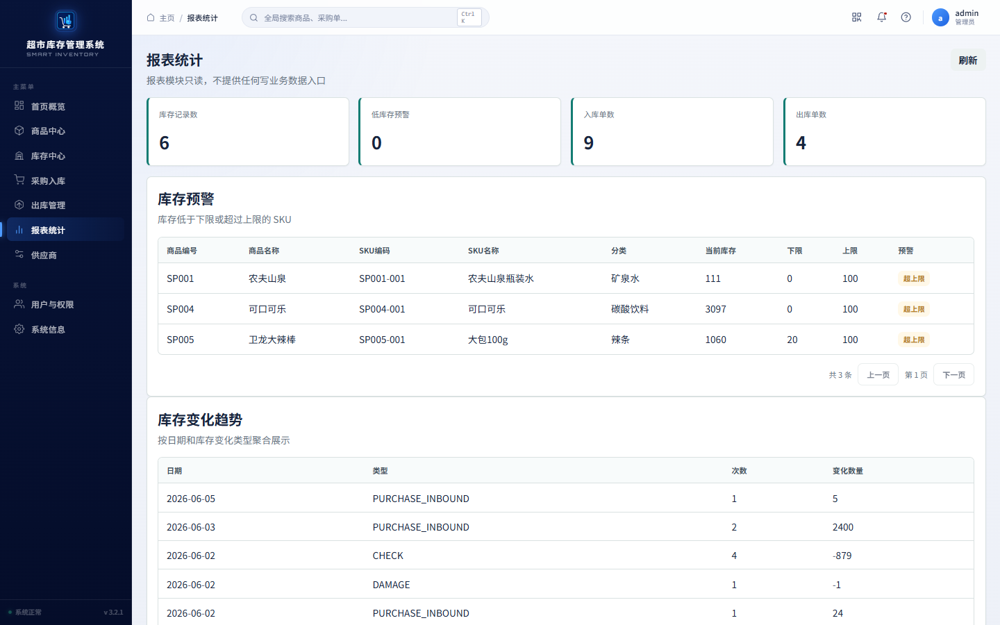 超市库存管理系统
SMART INVENTORY
主菜单
首页概览
商品中心
库存中心
采购入库
出库管理
报表统计
供应商
系统
用户与权限
系统信息
系统正常
v 3.2.1
主页 / 报表统计
全局搜索商品、采购单...
Ctrl K
a
admin
管理员
报表统计
报表模块只读，不提供任何写业务数据入口
刷新
库存记录数
6
低库存预警
0
入库单数
9
出库单数
4
库存预警
库存低于下限或超过上限的 SKU
商品编号 商品名称 SKU编码 SKU名称 分类 当前库存 下限 上限 预警
SP001 农夫山泉 SP001-001 农夫山泉瓶装水 矿泉水 111 0 100 超上限
SP004 可口可乐 SP004-001 可口可乐 碳酸饮料 3097 0 100 超上限
SP005 卫龙大辣棒 SP005-001 大包100g 辣条 1060 20 100 超上限
共 3 条 上一页 第 1 页 下一页
库存变化趋势
按日期和库存变化类型聚合展示
日期 类型 次数 变化数量
2026-06-05 PURCHASE_INBOUND 1 5
2026-06-03 PURCHASE_INBOUND 2 2400
2026-06-02 CHECK 4 -879
2026-06-02 DAMAGE 1 -1
2026-06-02 PURCHASE_INBOUND 1 24